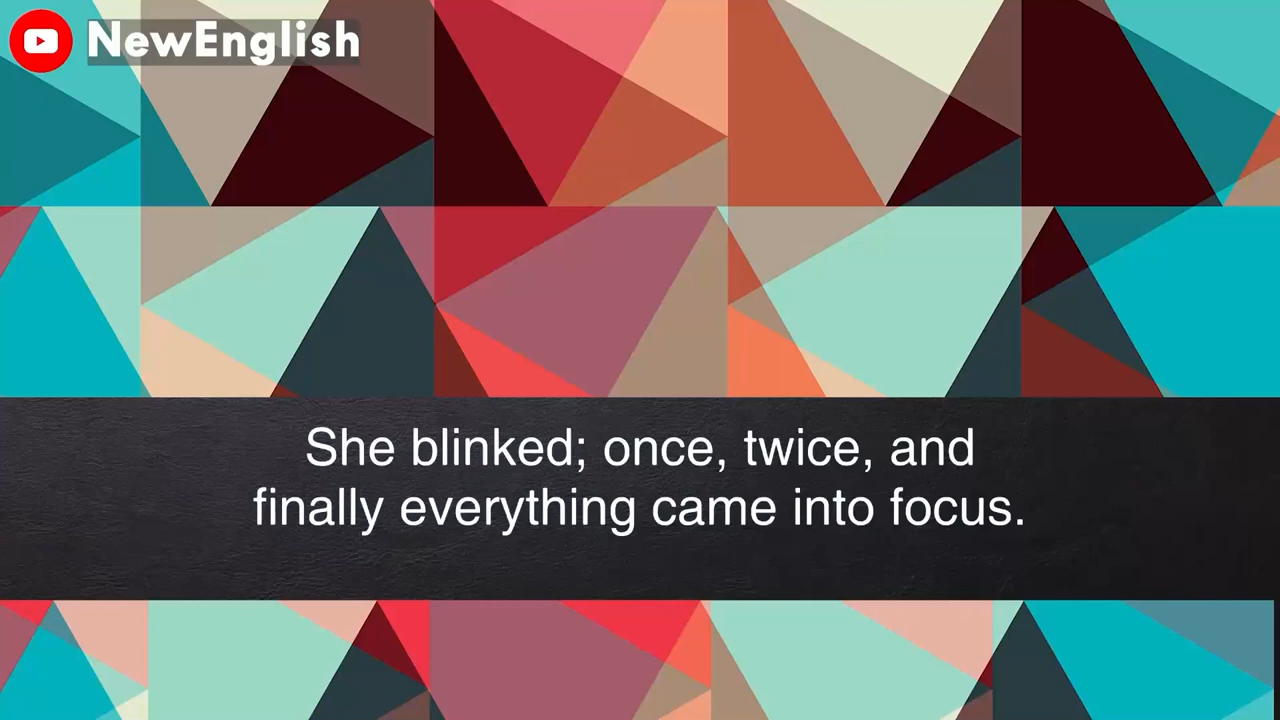 NewEnglish
She blinked; once, twice, and
finally everything came into focus.